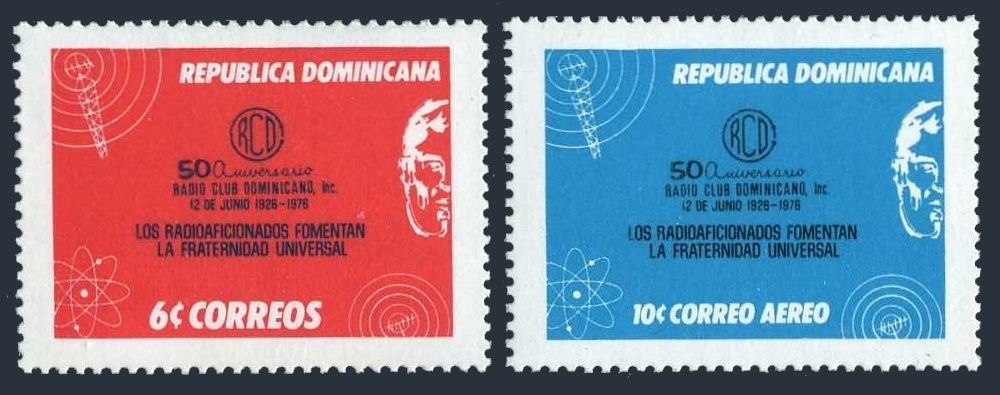 REPUBLICA DOMINICANA
RCD
50 aniversario
RADIO CLUB DOMINICANO, Inc.
12 DE JUNIO 1926-1976
LOS RADIOAFICIONADOS FOMENTAN
LA FRATERNIDAD UNIVERSAL
6¢ CORREOS
REPUBLICA DOMINICANA
RCD
50 aniversario
RADIO CLUB DOMINICANO, Inc.
12 DE JUNIO 1926-1976
LOS RADIOAFICIONADOS FOMENTAN
LA FRATERNIDAD UNIVERSAL
10¢ CORREO AEREO